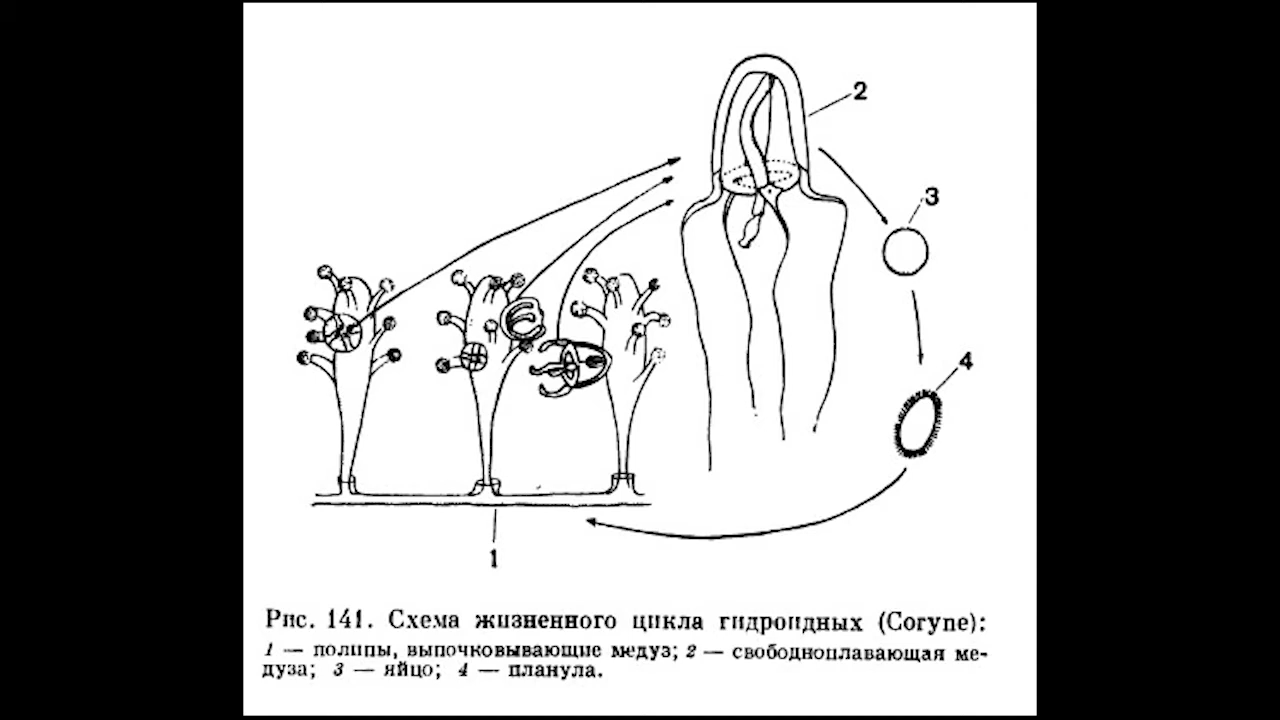 2
3
4
1
Рис. 141. Схема жизненного цикла гидроидных (Coryne):
1 — полипы, выпочковывающие медуз; 2 — свободноплавающая ме-
дуза; 3 — яйцо; 4 — планула.